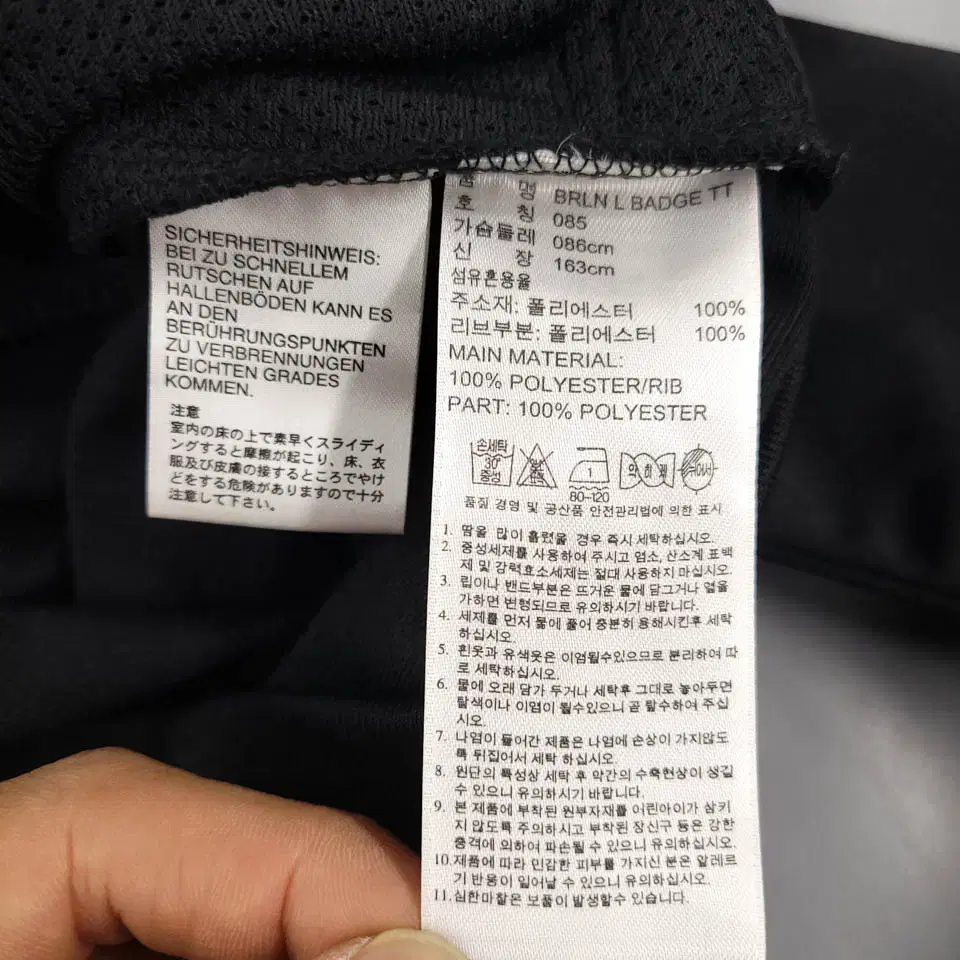 SICHERHEITSHINWEIS:
BEI ZU SCHNELLEM
RUTSCHEN AUF
HALLENBÖDEN KANN ES
AN DEN
BERÜHRUNGSPUNKTEN
ZU VERBRENNUNGEN
LEICHTEN GRADES
KOMMEN.
注意
室内の床の上で素早くスライディ
ングすると摩擦が起こり、床、衣
服及び皮膚の接するところでやけ
どをする危険がありますので十分
注意して下さい。
품 명 BRLN L BADGE TT
호 칭 085
가슴둘레 086cm
신 장 163cm
섬유혼용율
주소재: 폴리에스터 100%
리브부분: 폴리에스터 100%
MAIN MATERIAL:
100% POLYESTER/RIB
PART: 100% POLYESTER
손세탁
30°
중성
1
80~120
약하게
품질 경영 및 공산품 안전관리법에 의한 표시
1. 땀을 많이 흘렸을 경우 즉시 세탁하십시오.
2. 중성세제를 사용하여 주시고 염소, 산소계 표백
제 및 강력효소세제는 절대 사용하지 마십시오.
3. 립이나 밴드부분은 뜨거운 물에 담그거나 열을
가하면 변형되므로 유의하시기 바랍니다.
4. 세제를 먼저 물에 풀어 충분히 용해시킨후 세탁
하십시오.
5. 흰옷과 유색옷은 이염될수있으므로 분리하여 따
로 세탁하십시오.
6. 물에 오래 담가 두거나 세탁후 그대로 놓아두면
탈색이나 이염이 될수있으니 곧 탈수하여 주십
시오.
7. 나염이 들어간 제품은 나염에 손상이 가지않도
록 뒤집어서 세탁 하십시오.
8. 원단의 특성상 세탁 후 약간의 수축현상이 생길
수 있으니 유의하시기 바랍니다.
9. 본 제품에 부착된 원부자재를 어린아이가 삼키
지 않도록 주의하시고 부착된 장신구 등은 강한
충격에 의하여 파손될 수 있으니 유의하십시오.
10. 제품에 따라 민감한 피부를 가지신 분은 알레르
기 반응이 일어날 수 있으니 유의하십시오.
11. 심한마찰은 보풀이 발생할수 있습니다.